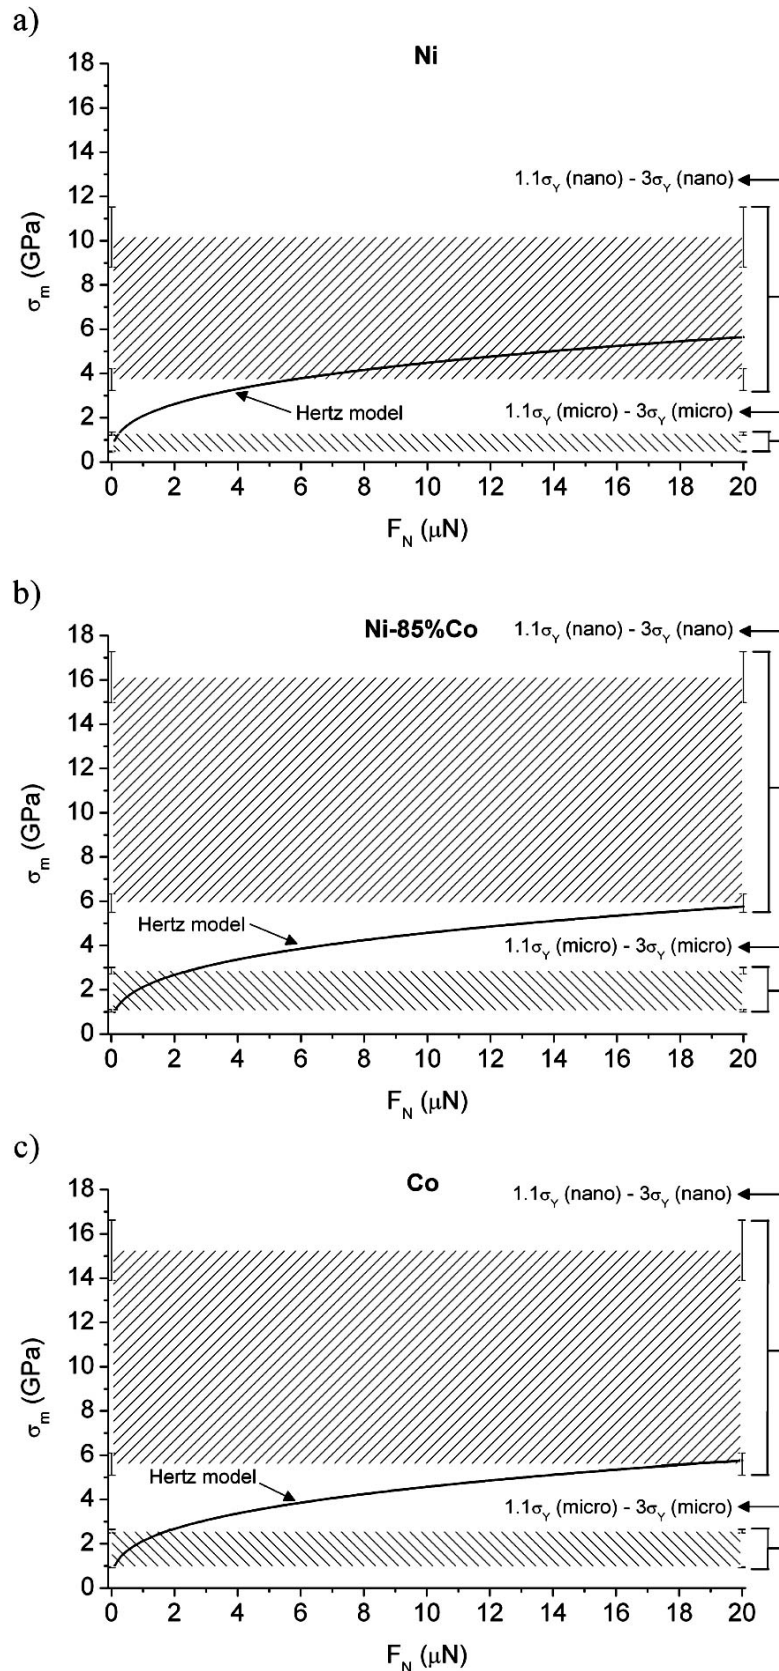 a)
Ni
18
16
14
12
10
8
6
4
2
0
σm (GPa)
1.1σY (nano) - 3σY (nano)
Hertz model
1.1σY (micro) - 3σY (micro)
0 2 4 6 8 10 12 14 16 18 20
FN (μN)
b)
Ni-85%Co
1.1σY (nano) - 3σY (nano)
18
16
14
12
10
8
6
4
2
0
σm (GPa)
Hertz model
1.1σY (micro) - 3σY (micro)
0 2 4 6 8 10 12 14 16 18 20
FN (μN)
c)
Co
1.1σY (nano) - 3σY (nano)
18
16
14
12
10
8
6
4
2
0
σm (GPa)
Hertz model
1.1σY (micro) - 3σY (micro)
0 2 4 6 8 10 12 14 16 18 20
FN (μN)